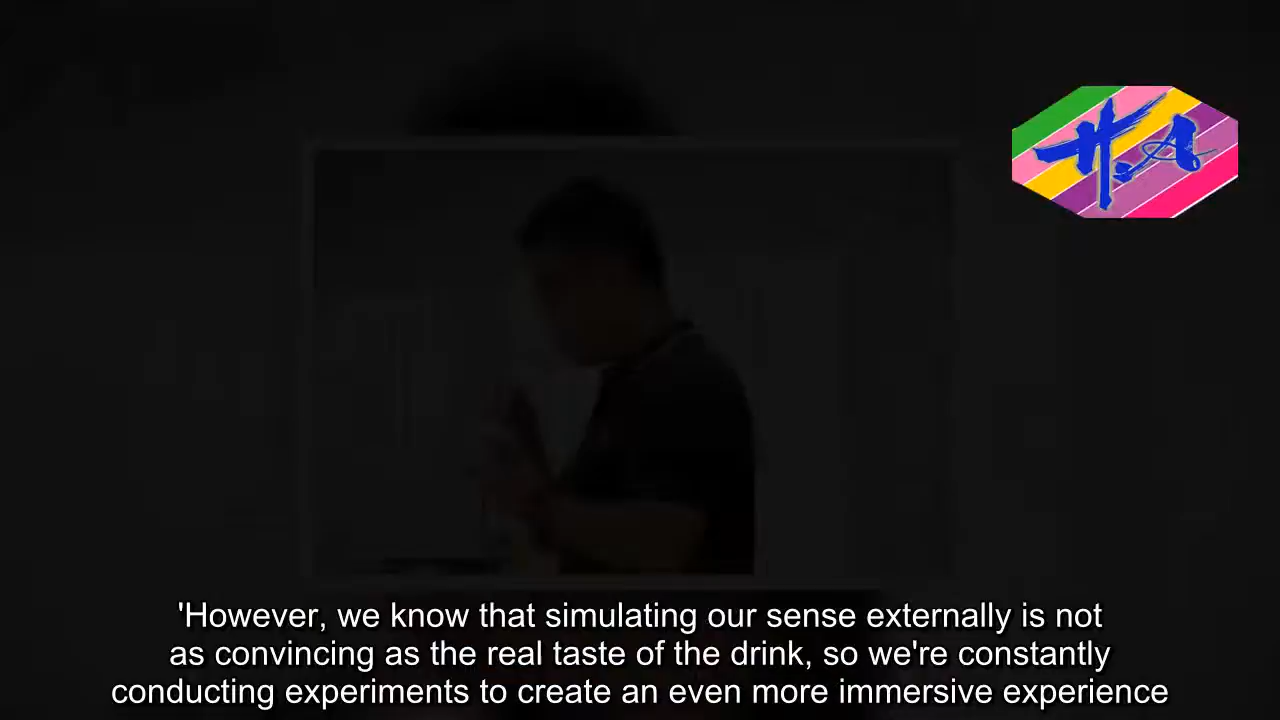 'However, we know that simulating our sense externally is not
as convincing as the real taste of the drink, so we're constantly
conducting experiments to create an even more immersive experience